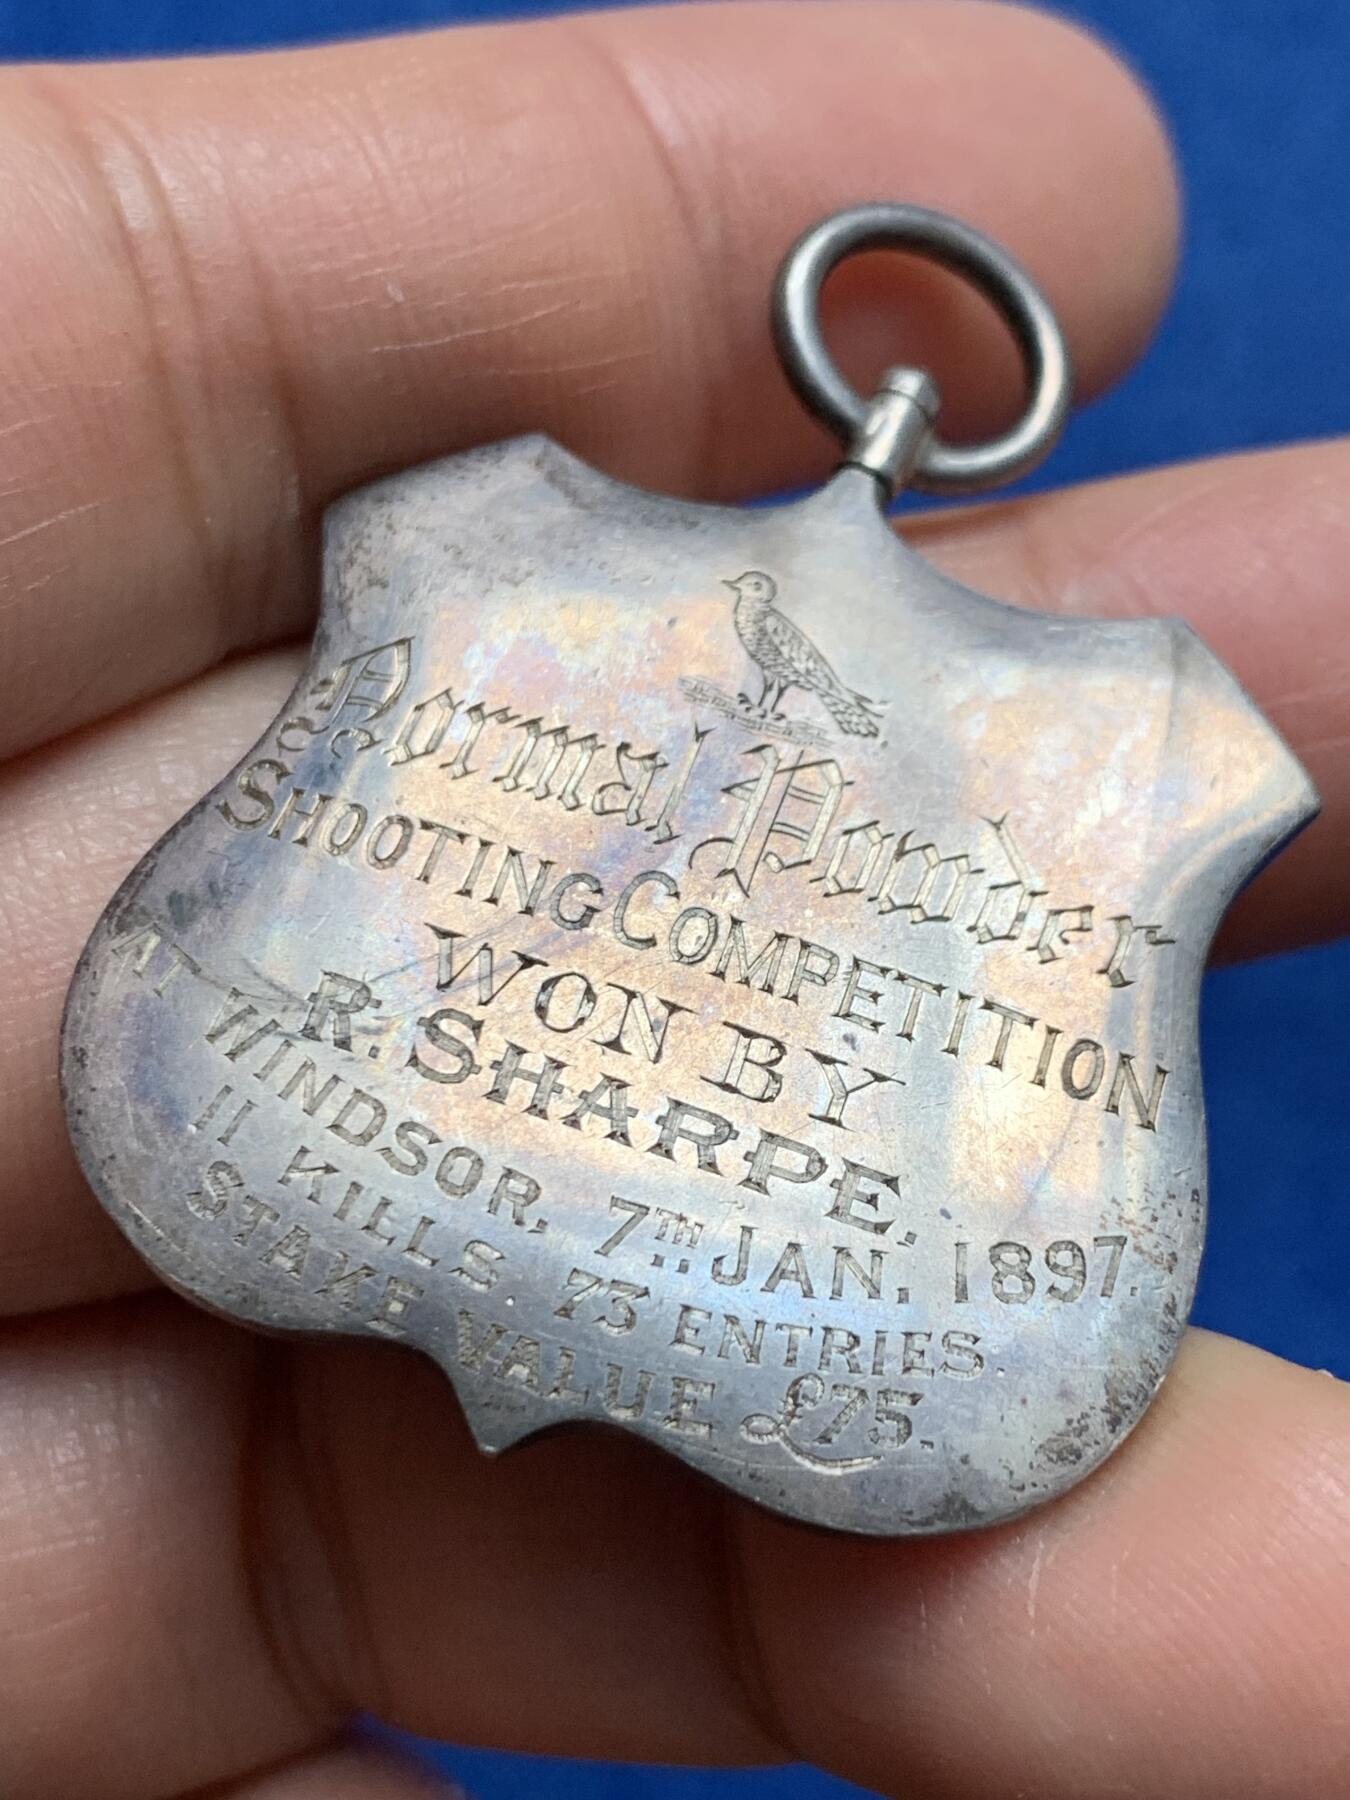 Normal Powder
SHOOTING COMPETITION
WON BY
R. SHARPE.
AT WINDSOR, 7TH JAN. 1897.
11 KILLS 73 ENTRIES.
STAKE VALUE £75.